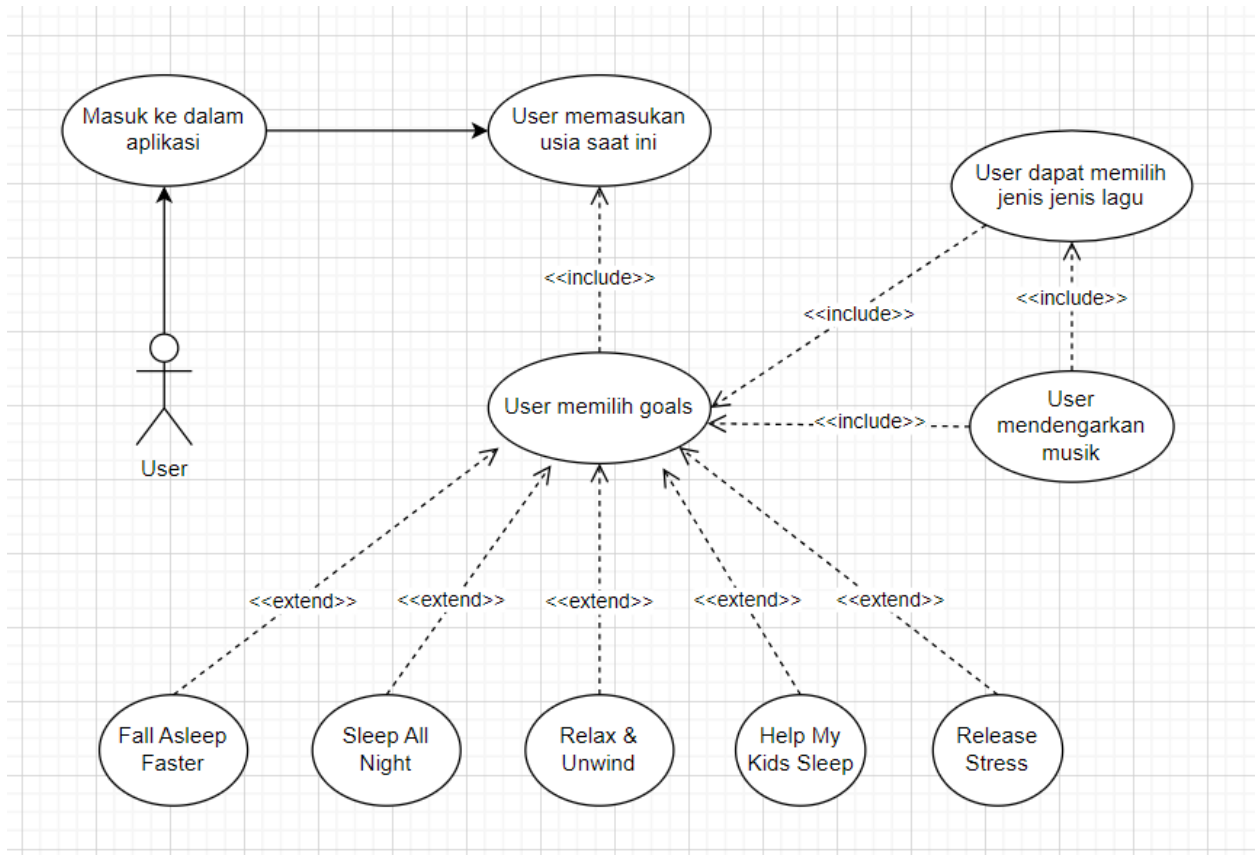 Masuk ke dalam
aplikasi
User memasukan
usia saat ini
User dapat memilih
jenis jenis lagu
<<include>>
<<include>>
<<include>>
User memilih goals
<<include>>
User
mendengarkan
musik
User
<<extend>>
<<extend>>
<<extend>>
<<extend>>
<<extend>>
Fall Asleep
Faster
Sleep All
Night
Relax &
Unwind
Help My
Kids Sleep
Release
Stress